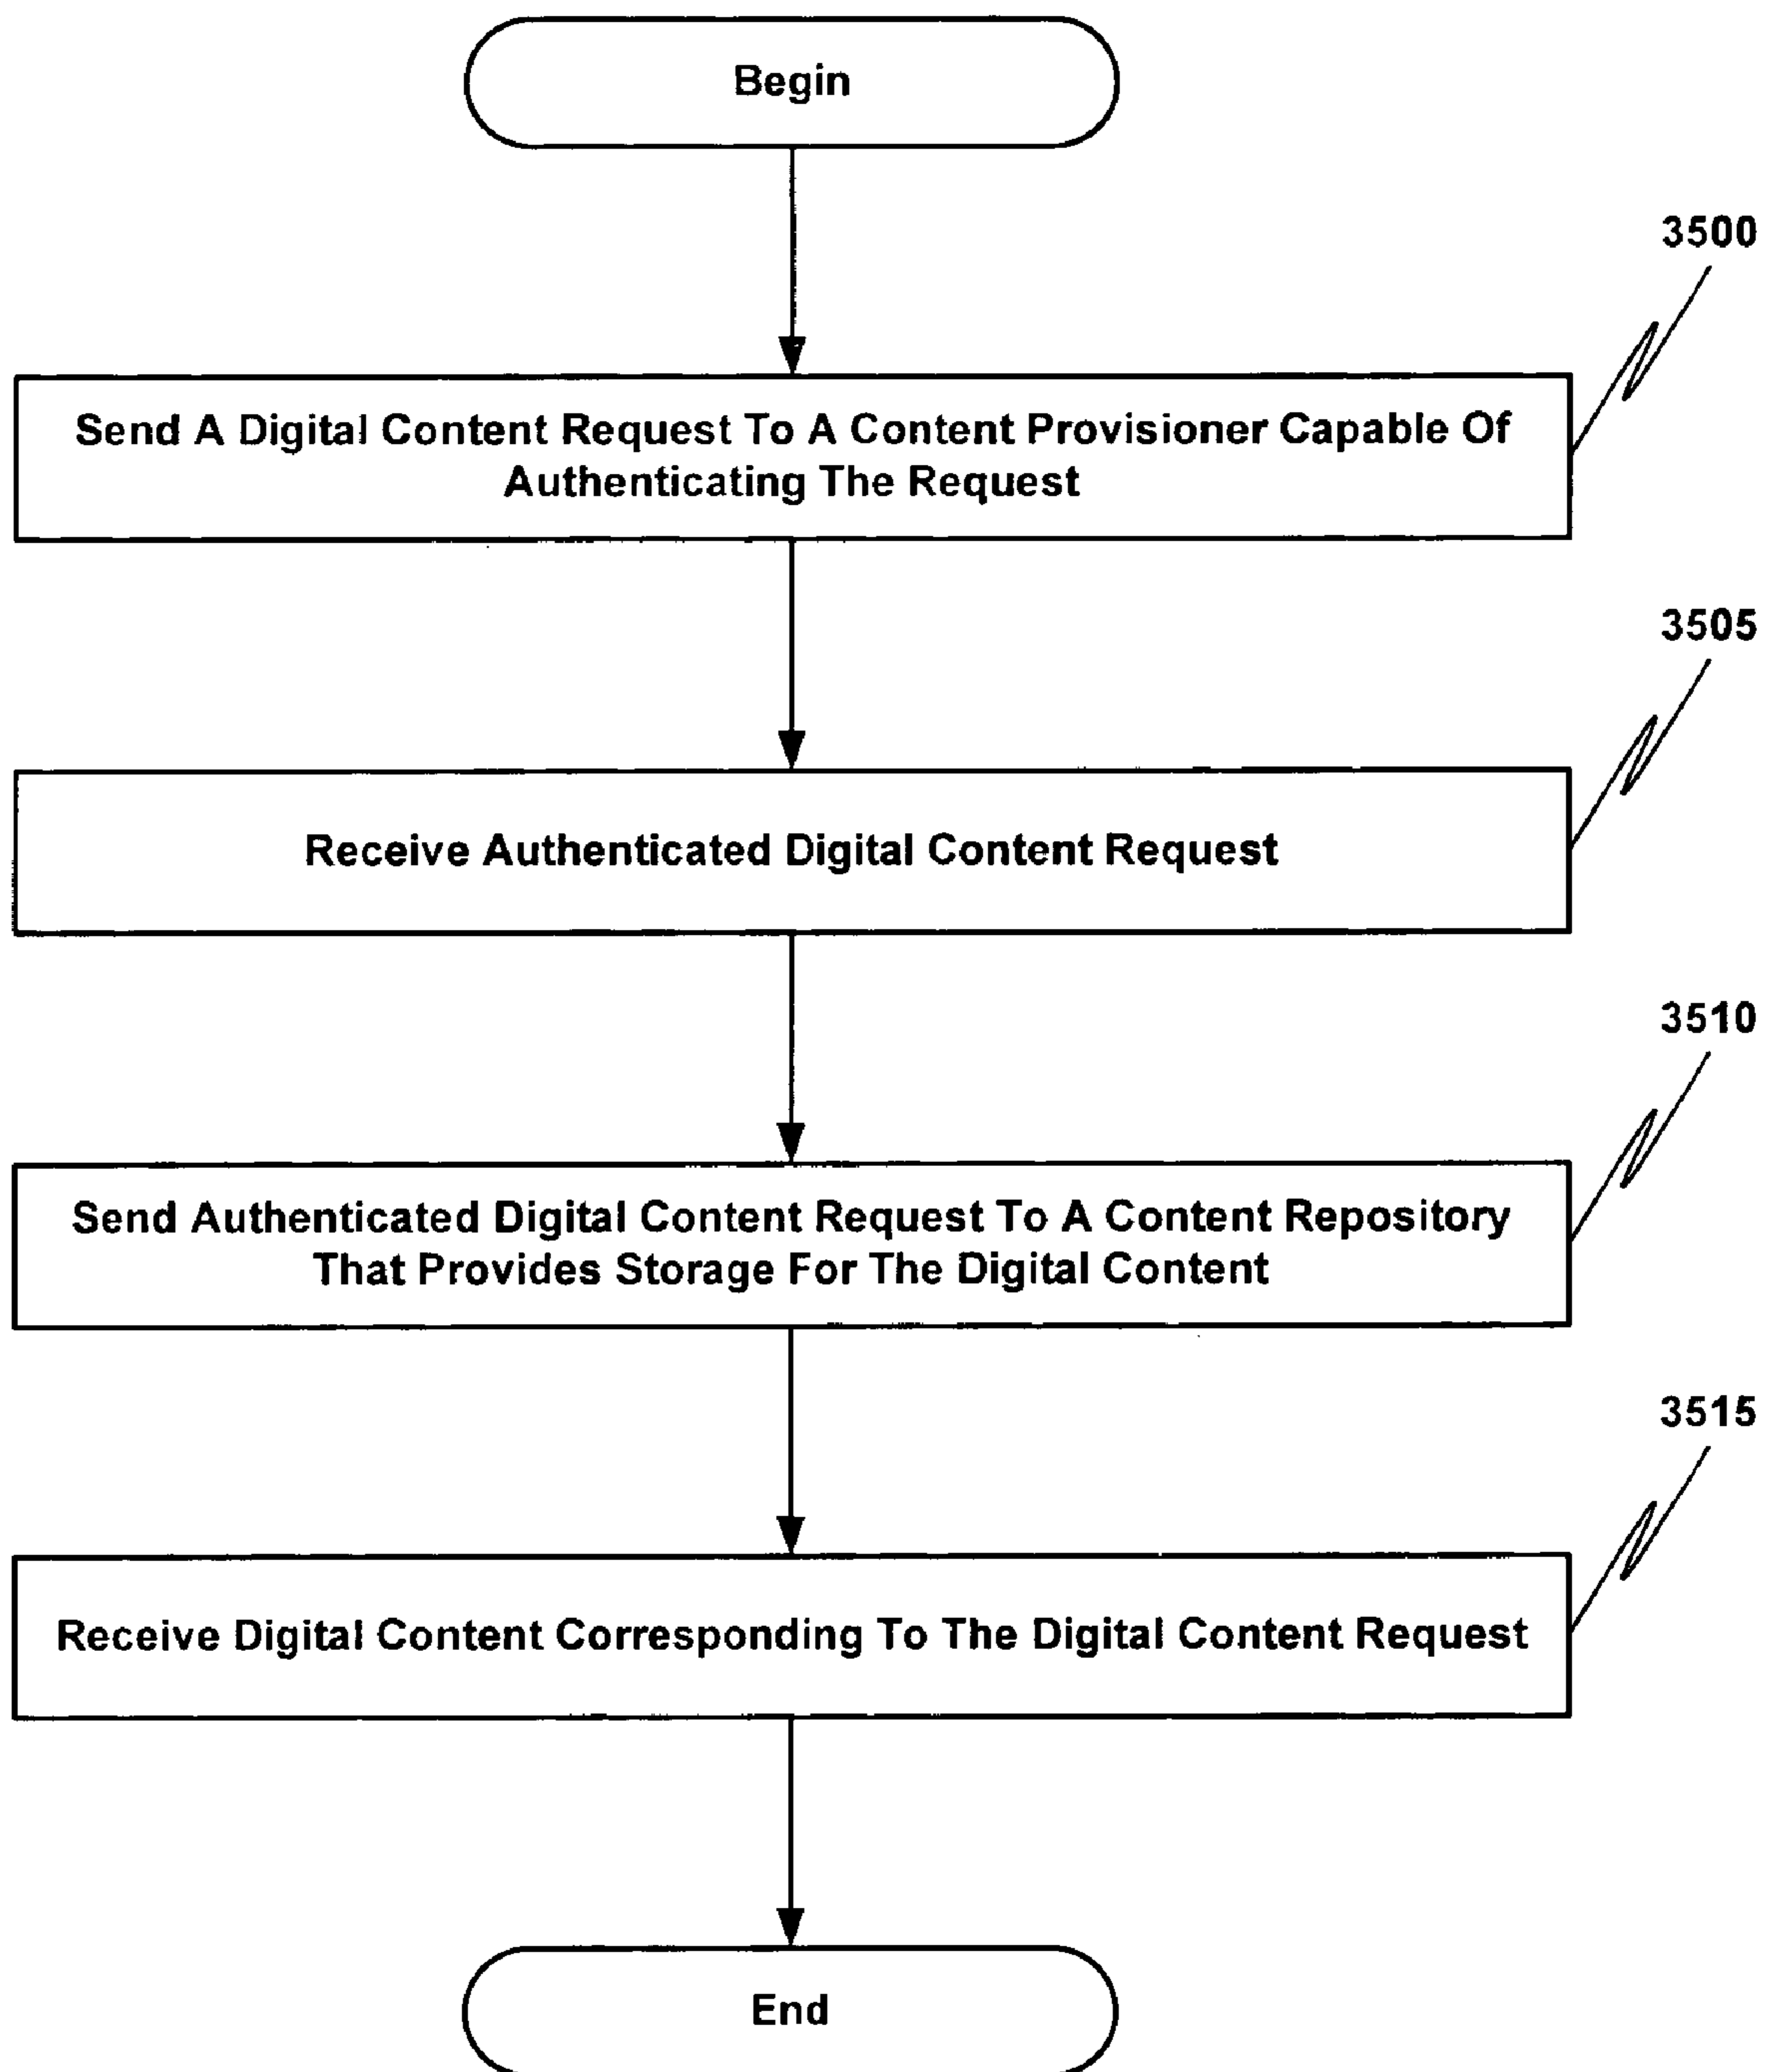 Begin
3500
Send A Digital Content Request To A Content Provisioner Capable Of
Authenticating The Request
3505
Receive Authenticated Digital Content Request
3510
Send Authenticated Digital Content Request To A Content Repository
That Provides Storage For The Digital Content
3515
Receive Digital Content Corresponding To The Digital Content Request
End